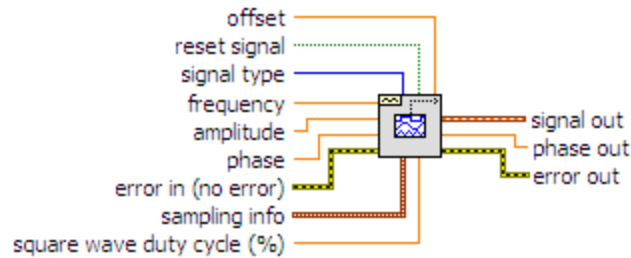 offset
reset signal
signal type
frequency
amplitude
phase
error in (no error)
sampling info
square wave duty cycle (%)
signal out
phase out
error out